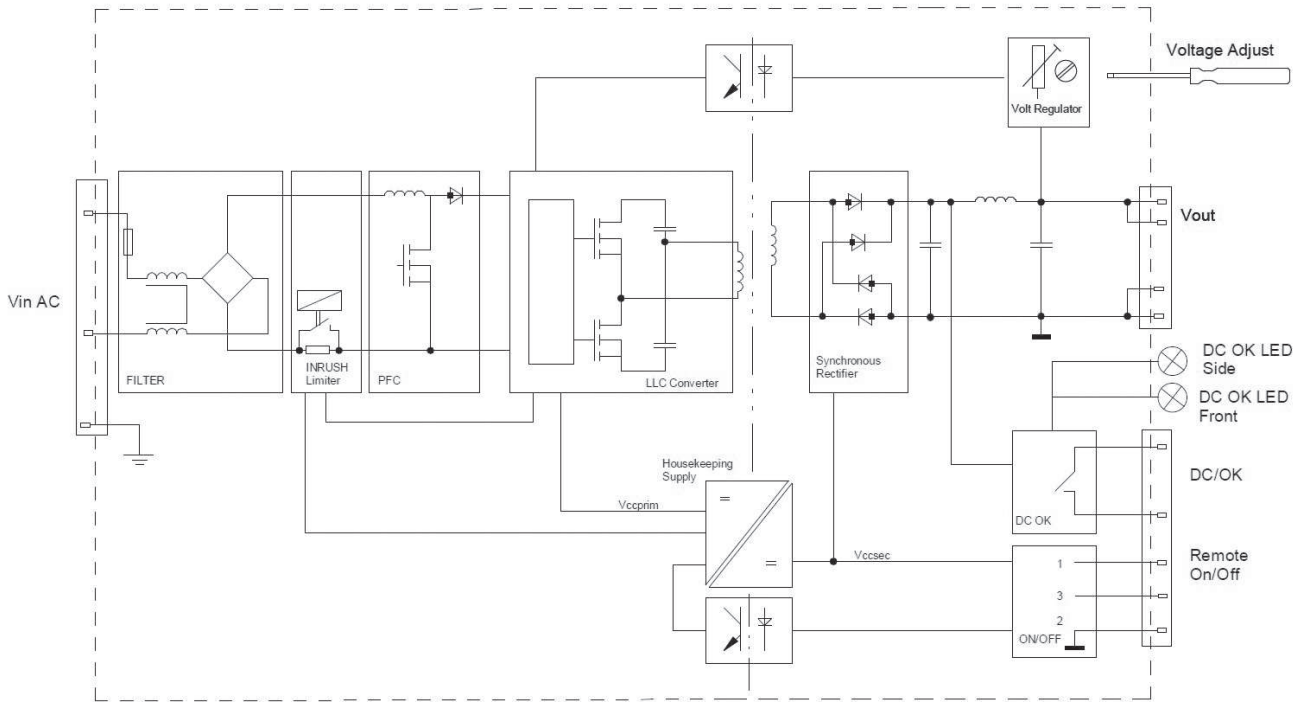 Voltage Adjust
Volt Regulator
Vin AC
FILTER
INRUSH
Limiter
PFC
LLC Converter
Synchronous
Rectifier
Vout
DC OK LED
Side
DC OK LED
Front
Housekeeping
Supply
Vccprim
=
=
Vccsec
DC OK
DC/OK
1
3
2
ON/OFF
Remote
On/Off